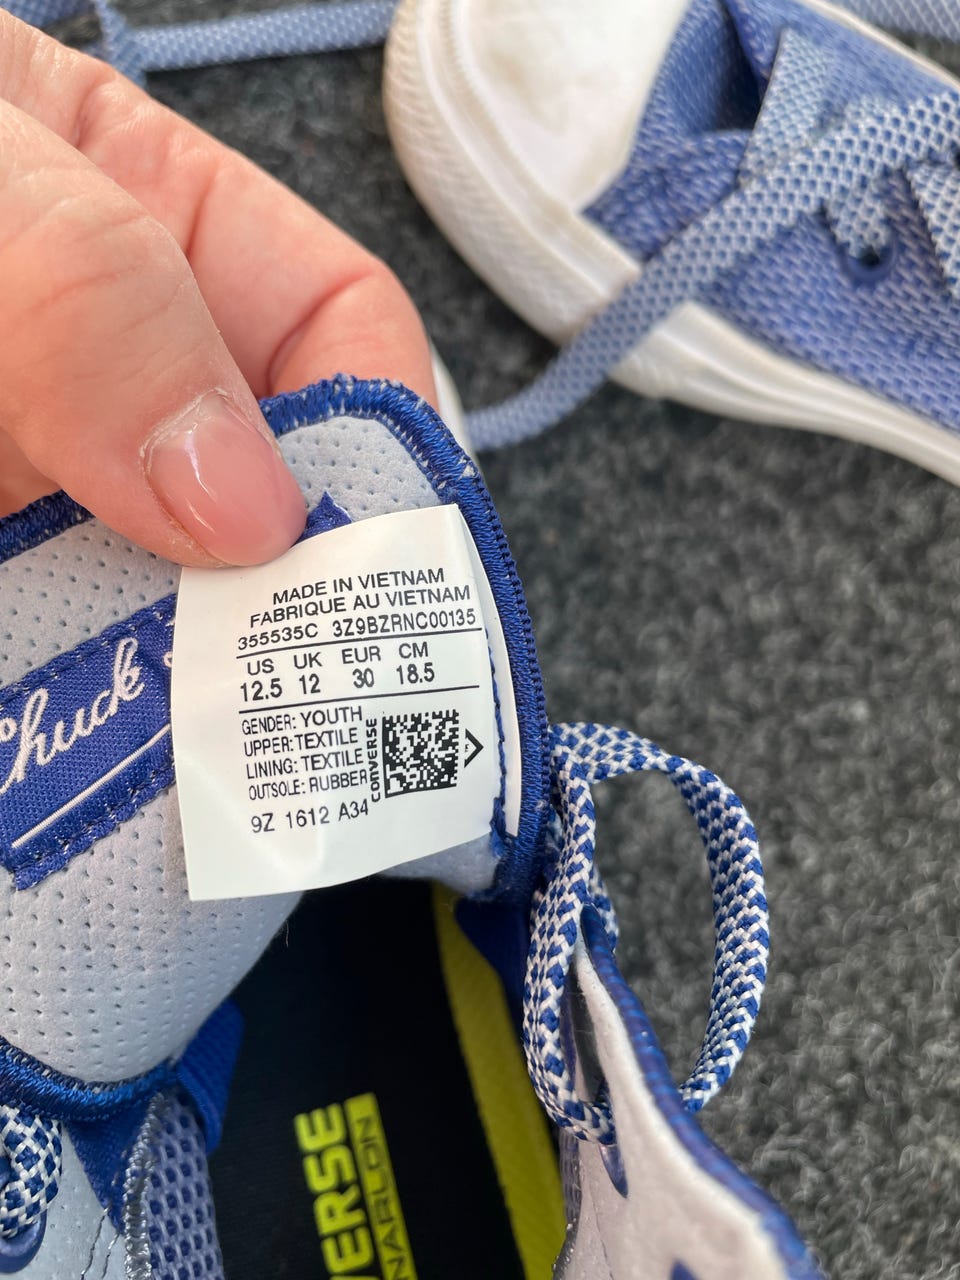 MADE IN VIETNAM
FABRIQUE AU VIETNAM
355535C 3Z9BZRNC00135
US UK EUR CM
12.5 12 30 18.5
GENDER: YOUTH
UPPER: TEXTILE
LINING: TEXTILE
OUTSOLE: RUBBER
CONVERSE
9Z 1612 A34
Chuck
VERSE
NARLON